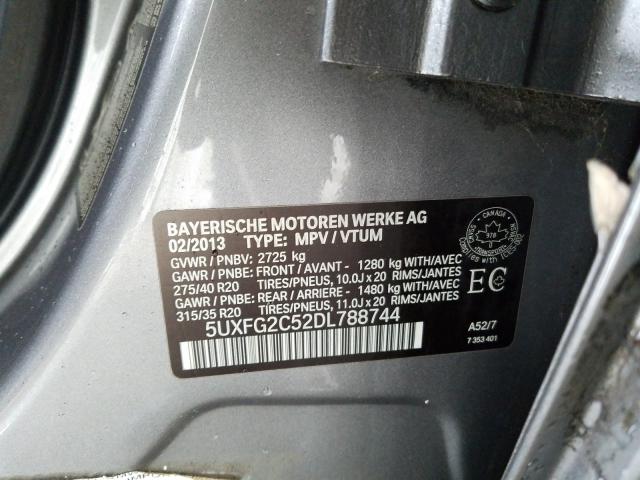 BAYERISCHE MOTOREN WERKE AG
02/2013 TYPE: MPV / VTUM
GVWR / PNBV: 2725 kg
GAWR / PNBE: FRONT / AVANT - 1280 kg WITH/AVEC
275/40 R20 TIRES/PNEUS, 10.0J x 20 RIMS/JANTES
GAWR / PNBE: REAR / ARRIERE - 1480 kg WITH/AVEC
315/35 R20 TIRES/PNEUS, 11.0J x 20 RIMS/JANTES
5UXFG2C52DL788744
CANADA
978
TRANSPORT
EC
A52/7
7 353 401